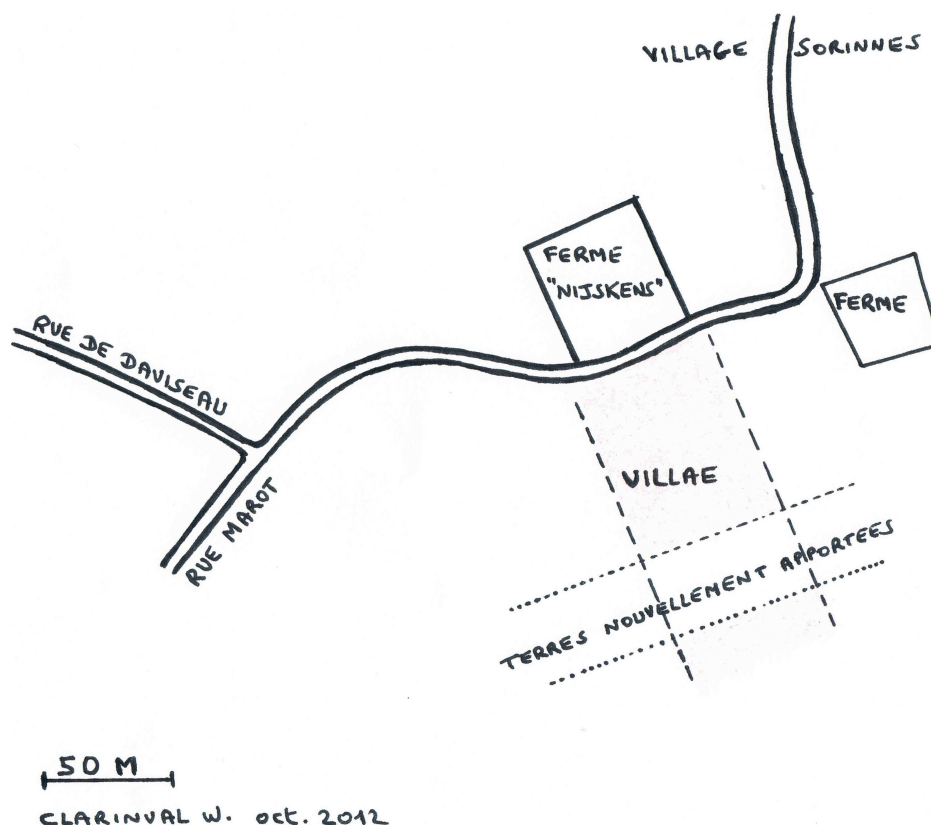 VILLAGE SORINNES
FERME
"NIJSKENS"
FERME
RUE DE DAVISEAU
RUE MAROT
VILLAE
TERRES NOUVELLEMENT APPORTEES
50 M
CLARINVAL W. oct. 2012